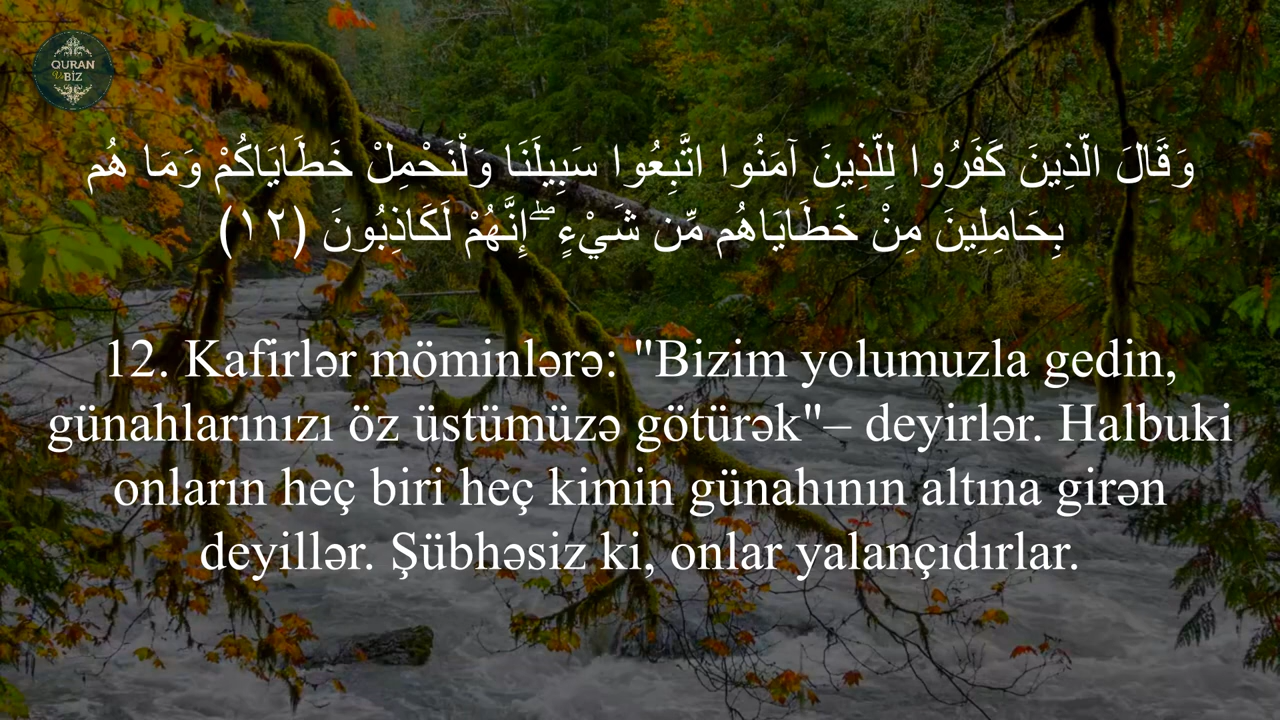 QURAN
Və BİZ
وَقَالَ الَّذِينَ كَفَرُوا لِلَّذِينَ آمَنُوا اتَّبِعُوا سَبِيلَنَا وَلْنَحْمِلْ خَطَايَاكُمْ وَمَا هُم
بِحَامِلِينَ مِنْ خَطَايَاهُم مِّن شَيْءٍ ۖ إِنَّهُمْ لَكَاذِبُونَ (١٢)
12. Kafirlər möminlərə: "Bizim yolumuzla gedin,
günahlarınızı öz üstümüzə götürək"– deyirlər. Halbuki
onların heç biri heç kimin günahının altına girən
deyillər. Şübhəsiz ki, onlar yalançıdırlar.